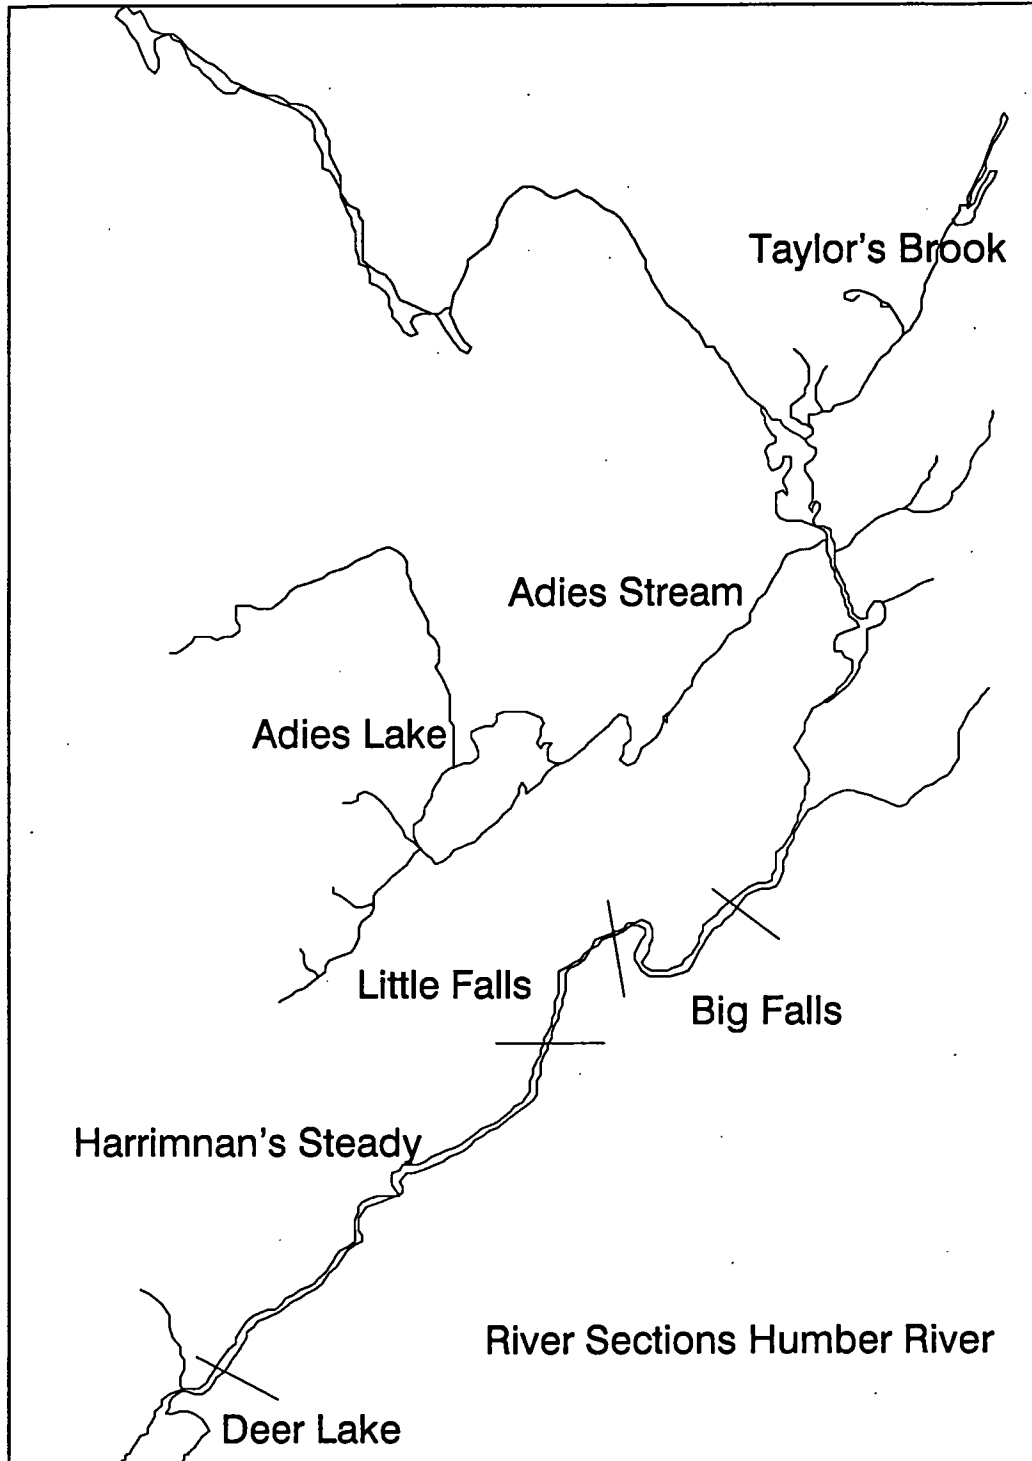 Taylor's Brook
Adies Stream
Adies Lake
Little Falls
Big Falls
Harrimnan's Steady
River Sections Humber River
Deer Lake